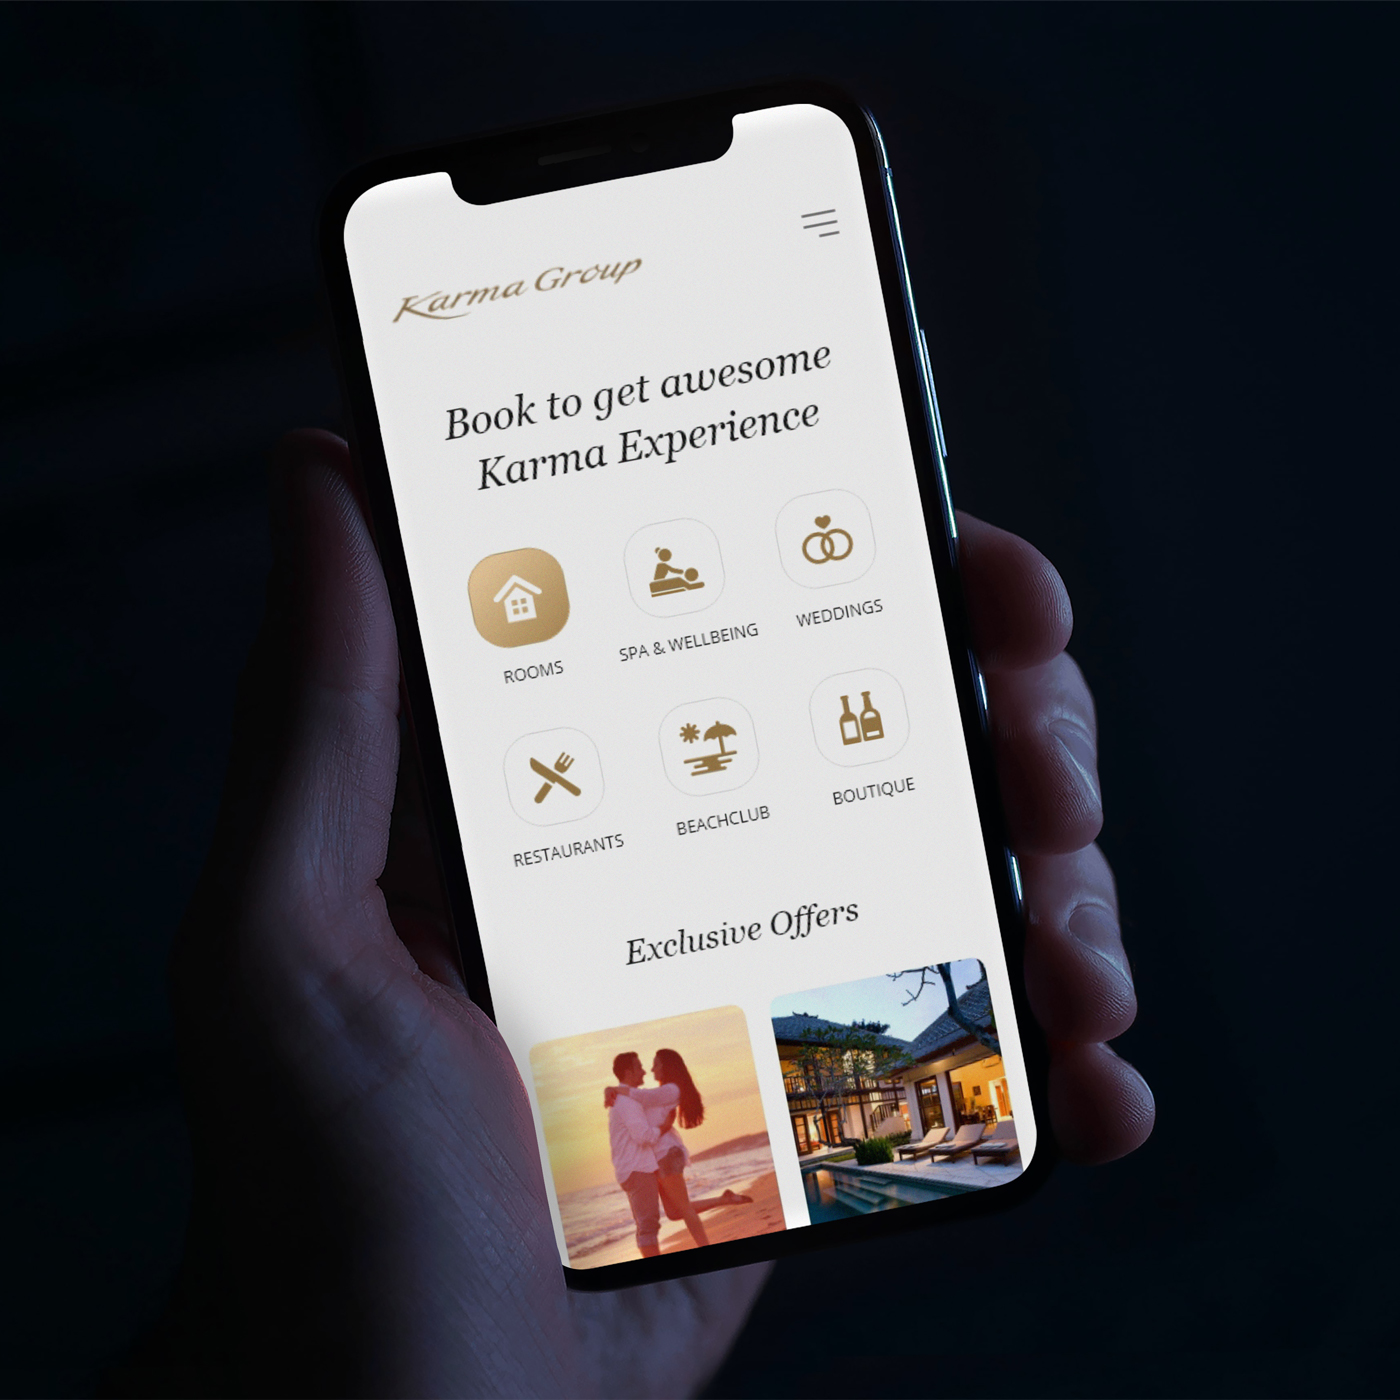 Karma Group
Book to get awesome
Karma Experience
ROOMS
SPA & WELLBEING
WEDDINGS
RESTAURANTS
BEACHCLUB
BOUTIQUE
Exclusive Offers